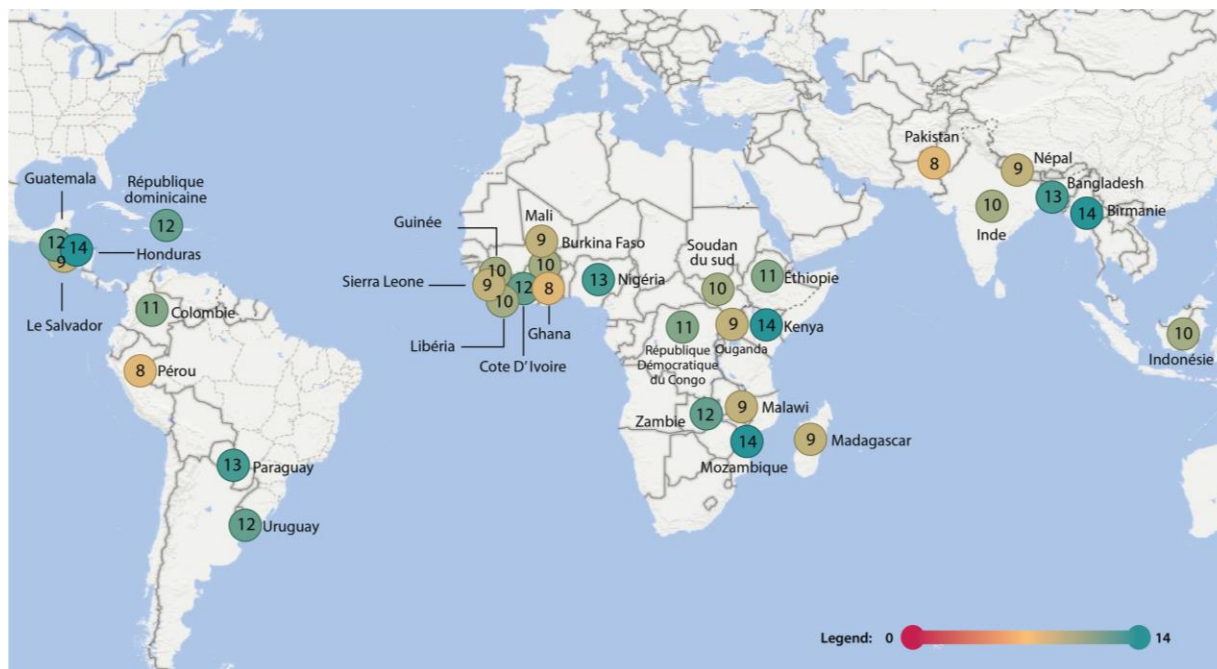 Guatemala
République
dominicaine
12
12
14
Honduras
9
Le Salvador
11
Colombie
8
Pérou
13
Paraguay
12
Uruguay
Guinée
Mali
9
Burkina Faso
10
10
Sierra Leone
9
10
12
8
13
Nigéria
Libéria
Ghana
Cote D' Ivoire
Soudan
du sud
10
11
Éthiopie
11
9
14
Kenya
République
Démocratique
du Congo
Ouganda
Zambie
12
9
Malawi
14
Mozambique
9
Madagascar
Pakistan
8
9
Népal
10
Inde
13
Bangladesh
14
Birmanie
10
Indonésie
Legend: 0 14